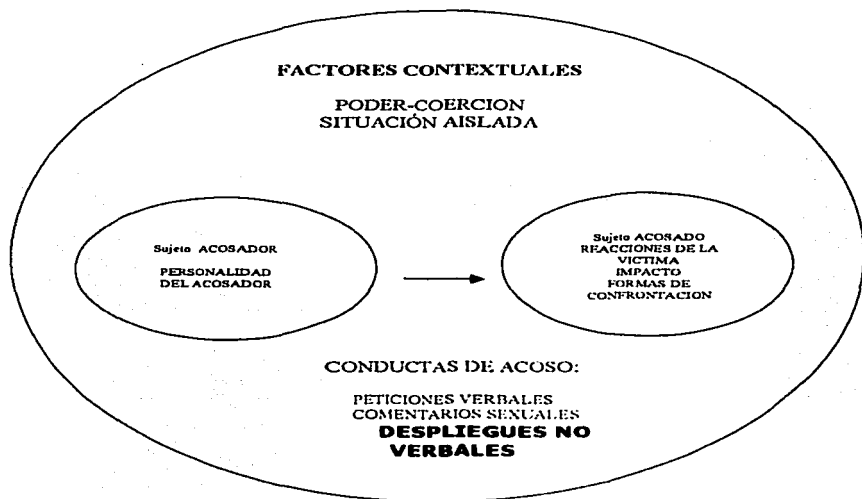 FACTORES CONTEXTUALES
PODER-COERCION
SITUACIÓN AISLADA
Sujeto ACOSADOR
PERSONALIDAD
DEL ACOSADOR
Sujeto ACOSADO
REACCIONES DE LA
VICTIMA
IMPACTO
FORMAS DE
CONFRONTACION
CONDUCTAS DE ACOSO:
PETICIONES VERBALES
COMENTARIOS SEXUALES
DESPLIEGUES NO
VERBALES